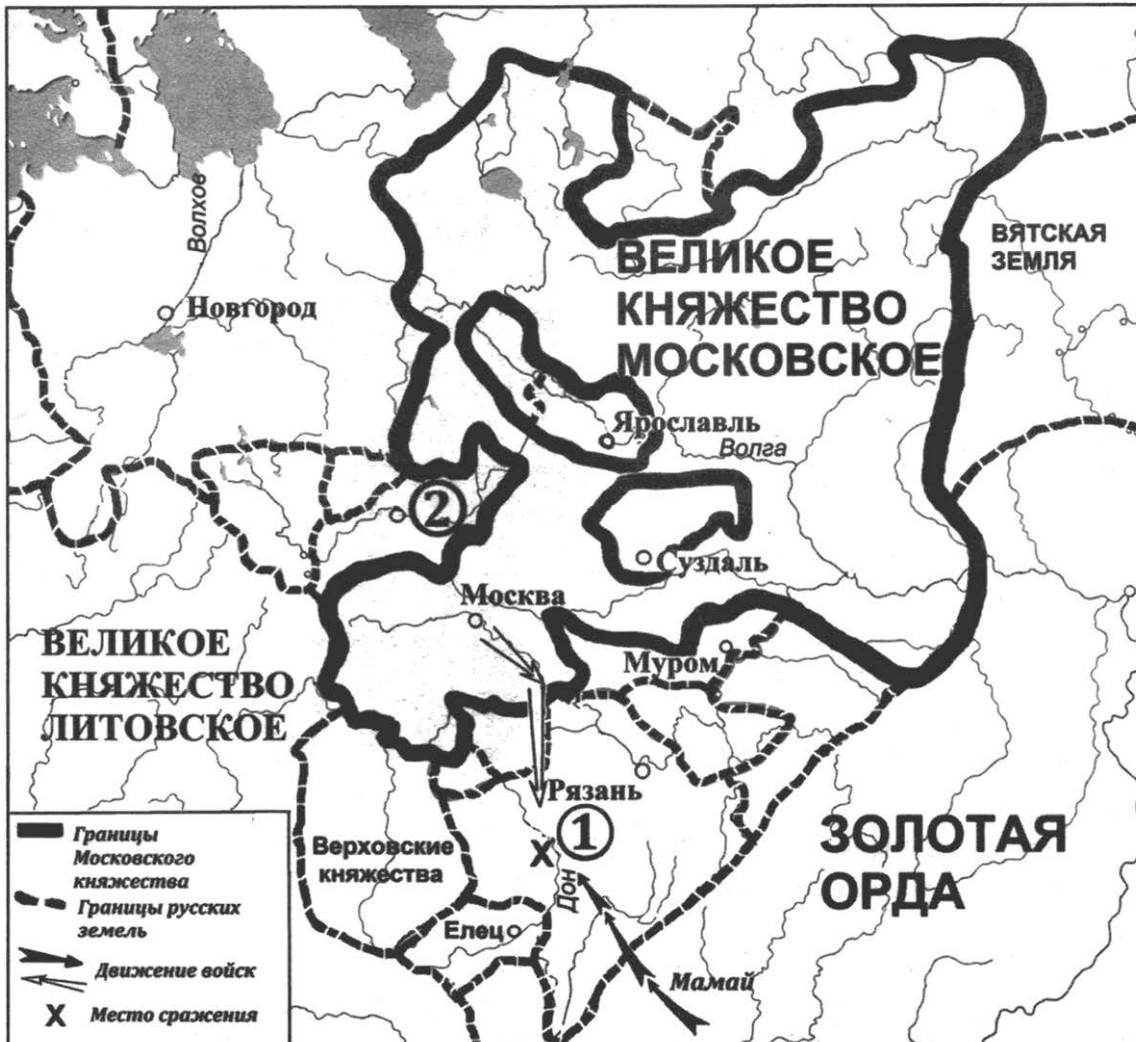 Волхов
Новгород
ВЯТСКАЯ
ЗЕМЛЯ
ВЕЛИКОЕ
КНЯЖЕСТВО
МОСКОВСКОЕ
Ярославль
Волга
2
Суздаль
Москва
Муром
ВЕЛИКОЕ
КНЯЖЕСТВО
ЛИТОВСКОЕ
Рязань
1
X
ЗОЛОТАЯ
ОРДА
Верховские
княжества
Дон
Елец
Мамай
Границы
Московского
княжества
Границы русских
земель
Движение войск
X Место сражения